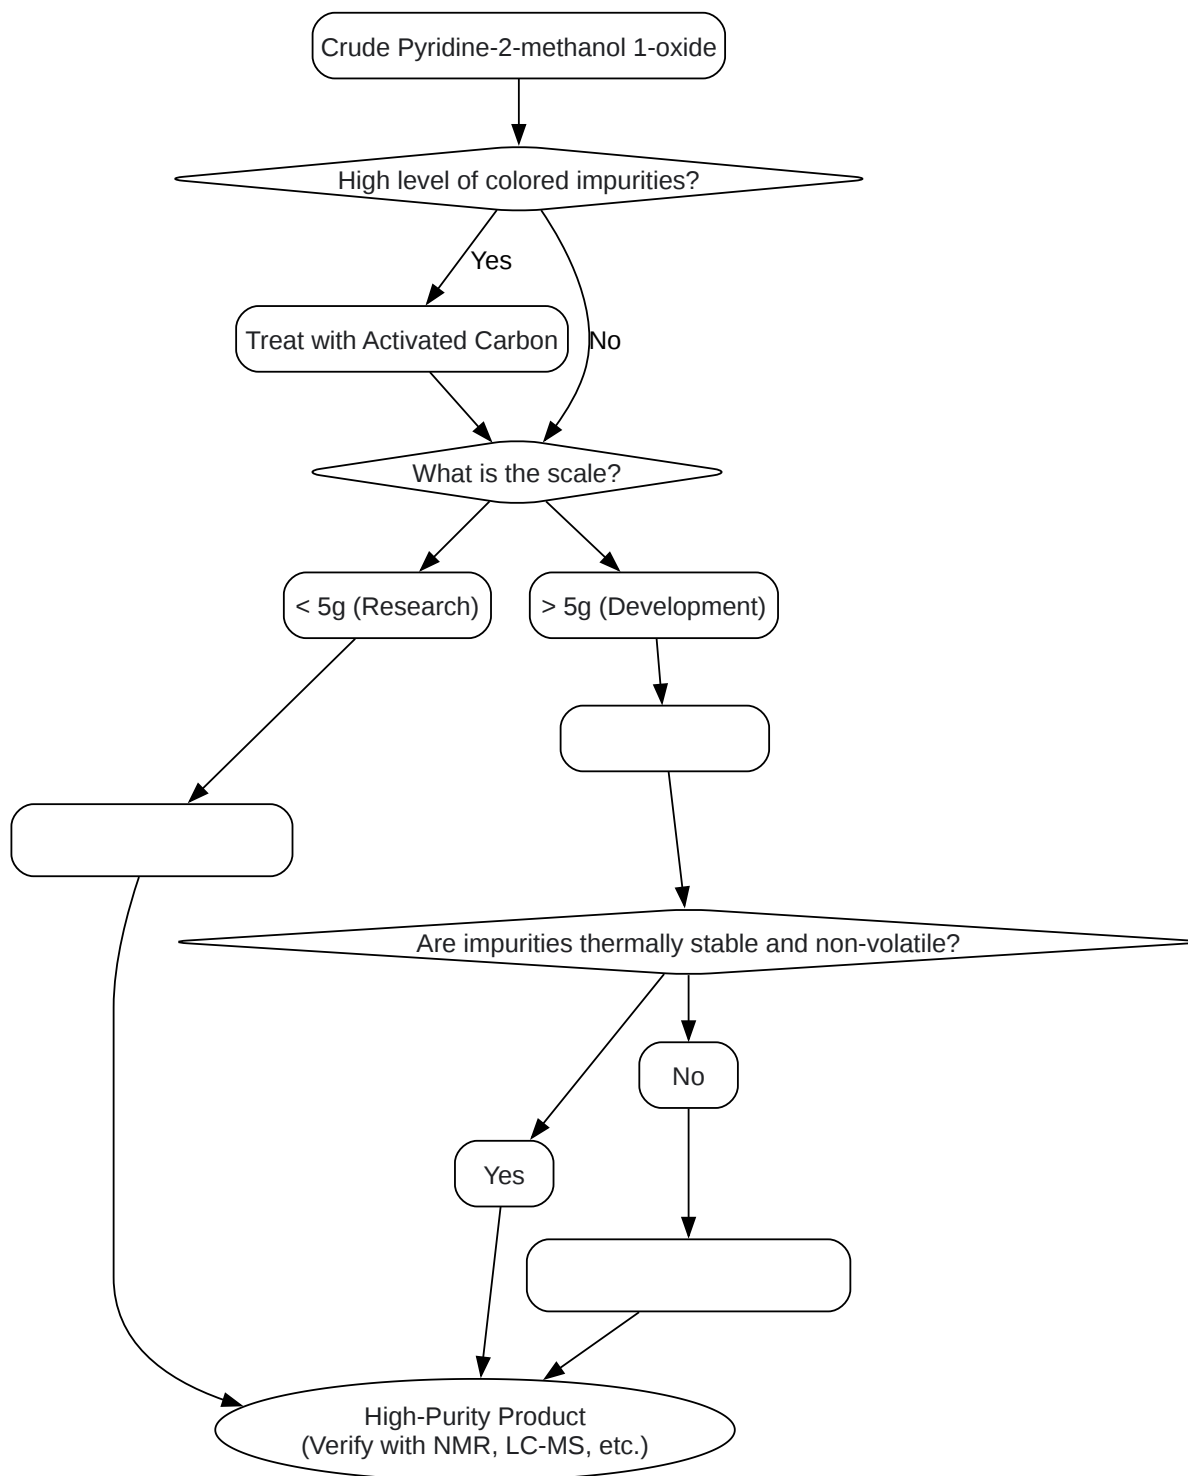 Crude Pyridine-2-methanol 1-oxide
High level of colored impurities?
Yes
Treat with Activated Carbon
No
What is the scale?
< 5g (Research)
> 5g (Development)
Are impurities thermally stable and non-volatile?
No
Yes
High-Purity Product
(Verify with NMR, LC-MS, etc.)